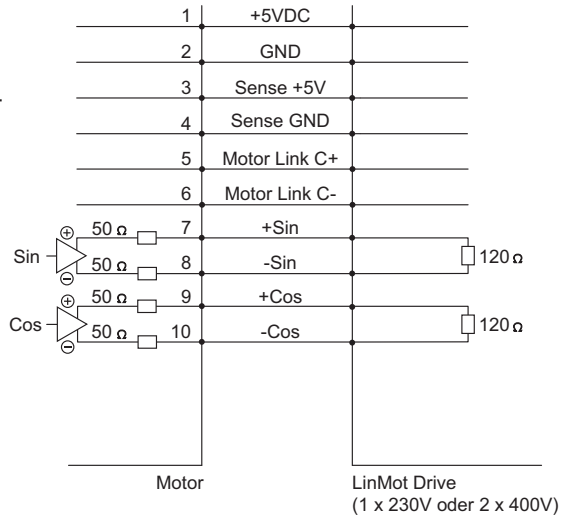 1 +5VDC
2 GND
3 Sense +5V
4 Sense GND
5 Motor Link C+
6 Motor Link C-
50 Ω 7 +Sin
Sin 120 Ω
50 Ω 8 -Sin
50 Ω 9 +Cos
Cos 120 Ω
50 Ω 10 -Cos
Motor LinMot Drive
(1 x 230V oder 2 x 400V)